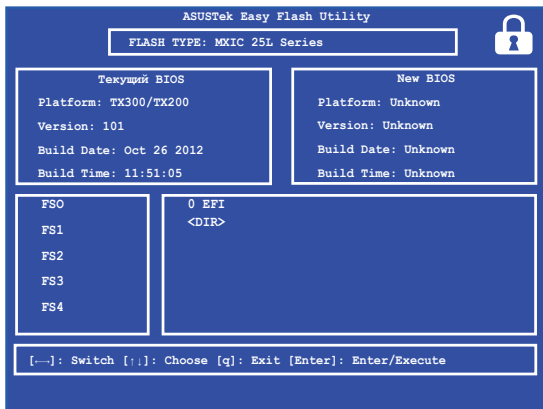 ASUSTek Easy Flash Utility
FLASH TYPE: MXIC 25L Series
Текущий BIOS
Platform: TX300/TX200
Version: 101
Build Date: Oct 26 2012
Build Time: 11:51:05
New BIOS
Platform: Unknown
Version: Unknown
Build Date: Unknown
Build Time: Unknown
FSO
FS1
FS2
FS3
FS4
0 EFI
<DIR>
[←→]: Switch [↑↓]: Choose [q]: Exit [Enter]: Enter/Execute